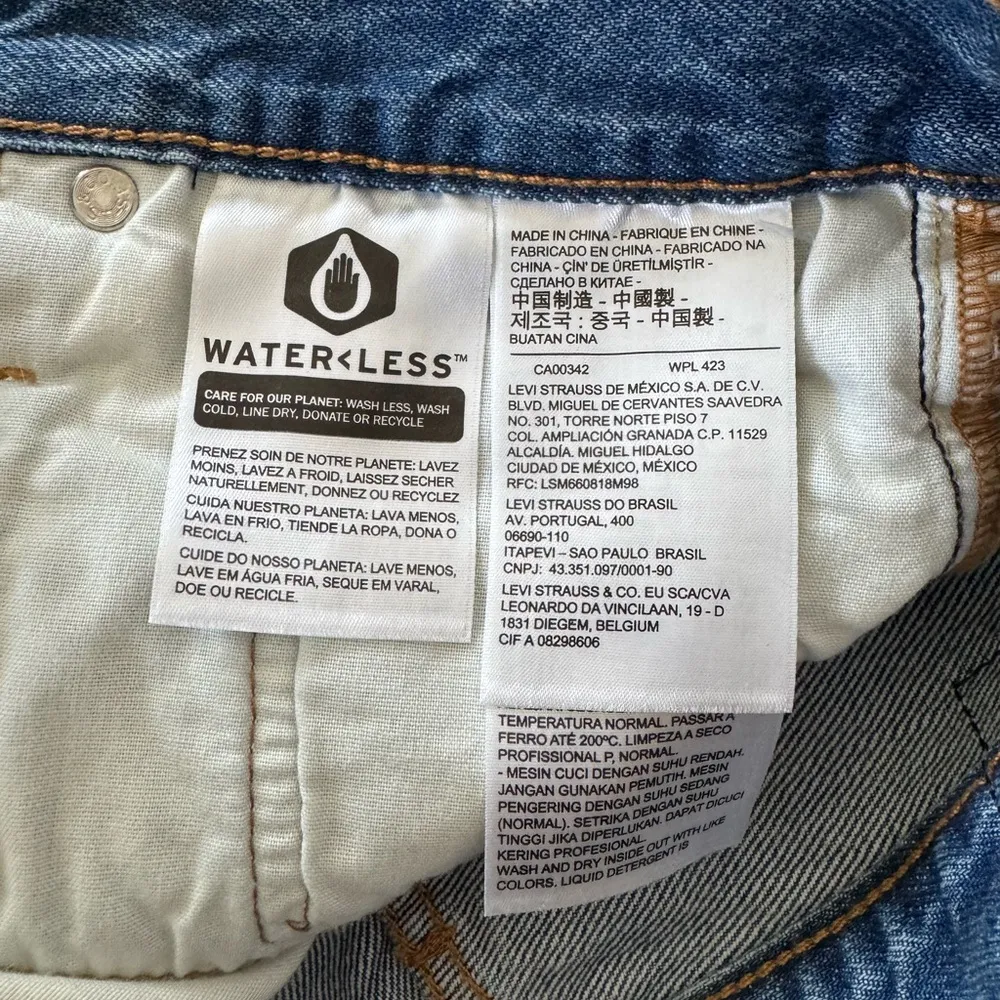 WATER<LESS™
CARE FOR OUR PLANET: WASH LESS, WASH
COLD, LINE DRY, DONATE OR RECYCLE
PRENEZ SOIN DE NOTRE PLANETE: LAVEZ
MOINS, LAVEZ A FROID, LAISSEZ SECHER
NATURELLEMENT, DONNEZ OU RECYCLEZ
CUIDA NUESTRO PLANETA: LAVA MENOS,
LAVA EN FRIO, TIENDE LA ROPA, DONA O
RECICLA.
CUIDE DO NOSSO PLANETA: LAVE MENOS,
LAVE EM ÁGUA FRIA, SEQUE EM VARAL,
DOE OU RECICLE.
MADE IN CHINA - FABRIQUE EN CHINE -
FABRICADO EN CHINA - FABRICADO NA
CHINA - ÇİN' DE ÜRETİLMİŞTİR -
СДЕЛАНО В КИТАЕ -
中国制造 - 中國製 -
제조국 : 중국 - 中国製 -
BUATAN CINA
CA00342 WPL 423
LEVI STRAUSS DE MÉXICO S.A. DE C.V.
BLVD. MIGUEL DE CERVANTES SAAVEDRA
NO. 301, TORRE NORTE PISO 7
COL. AMPLIACIÓN GRANADA C.P. 11529
ALCALDÍA. MIGUEL HIDALGO
CIUDAD DE MÉXICO, MÉXICO
RFC: LSM660818M98
LEVI STRAUSS DO BRASIL
AV. PORTUGAL, 400
06690-110
ITAPEVI – SAO PAULO BRASIL
CNPJ: 43.351.097/0001-90
LEVI STRAUSS & CO. EU SCA/CVA
LEONARDO DA VINCILAAN, 19 - D
1831 DIEGEM, BELGIUM
CIF A 08298606
TEMPERATURA NORMAL. PASSAR A
FERRO ATÉ 200ºC. LIMPEZA A SECO
PROFISSIONAL P, NORMAL.
- MESIN CUCI DENGAN SUHU RENDAH.
JANGAN GUNAKAN PEMUTIH. MESIN
PENGERING DENGAN SUHU SEDANG
(NORMAL). SETRIKA DENGAN SUHU
TINGGI JIKA DIPERLUKAN. DAPAT DICUCI
KERING PROFESIONAL.
WASH AND DRY INSIDE OUT WITH LIKE
COLORS. LIQUID DETERGENT IS